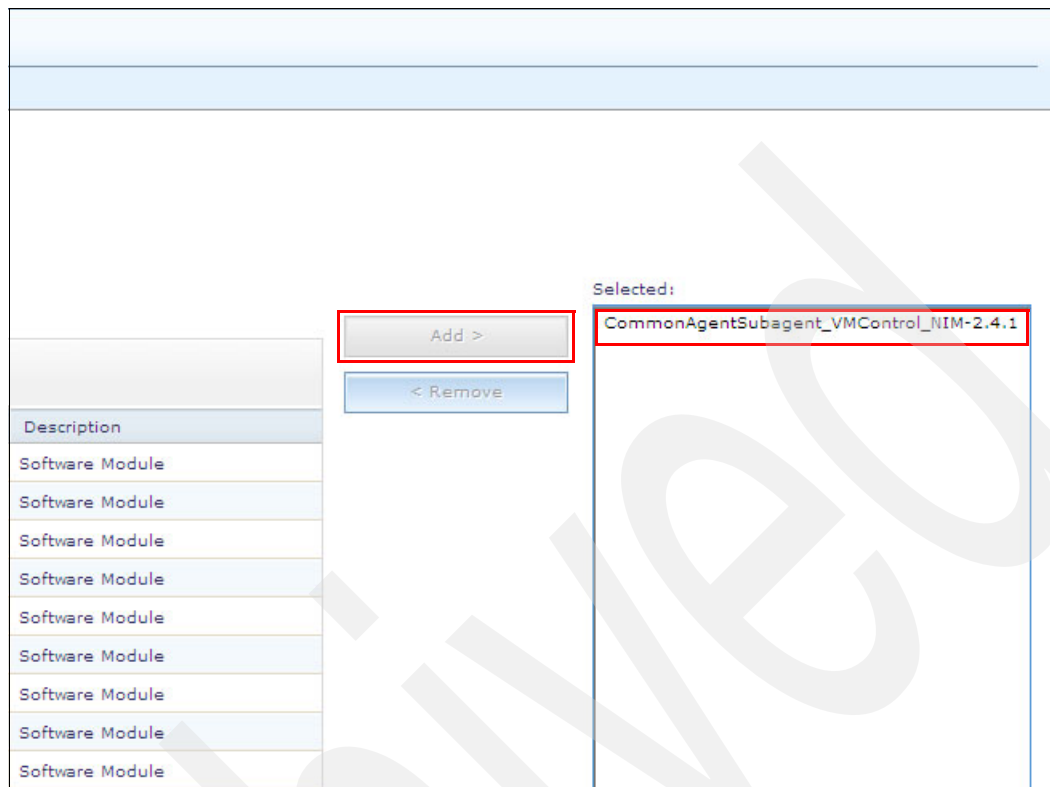 Selected:
Add >
CommonAgentSubagent_VMControl_NIM-2.4.1
< Remove
Description
Software Module
Software Module
Software Module
Software Module
Software Module
Software Module
Software Module
Software Module
Software Module